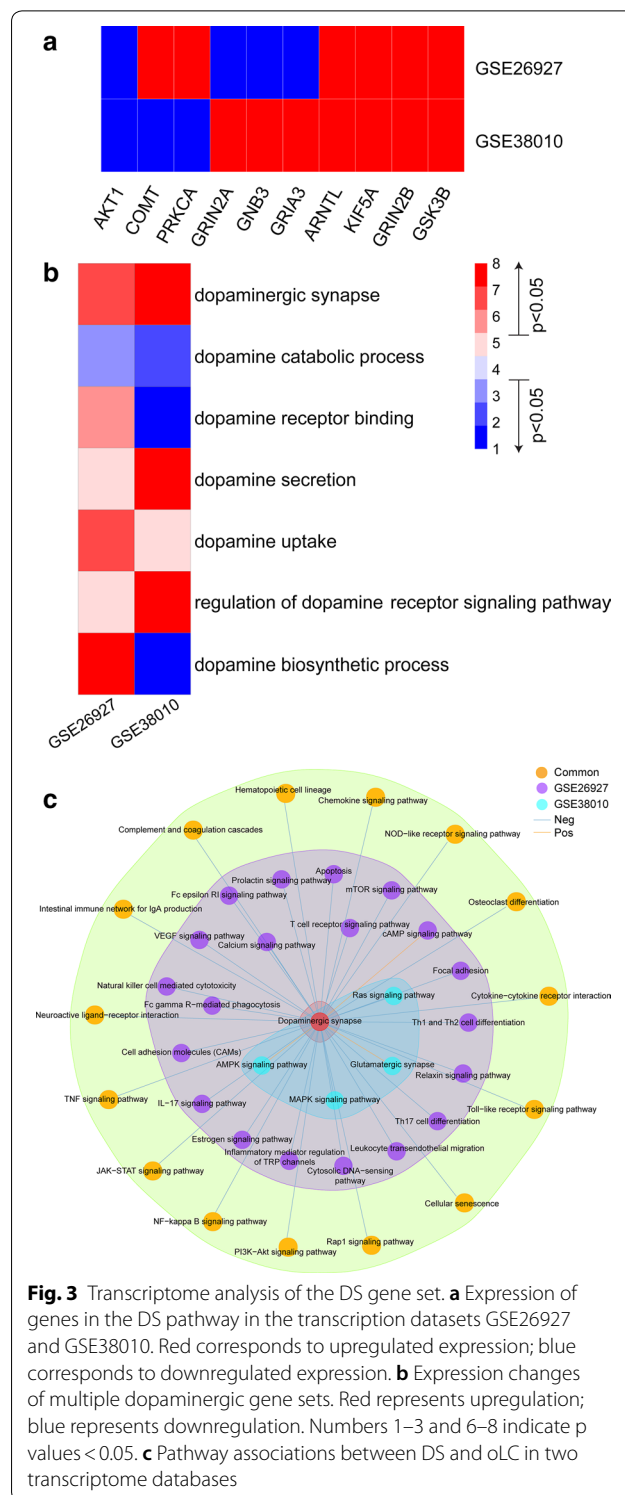 a
GSE26927
GSE38010
AKT1
COMT
PRKCA
GRIN2A
GNB3
GRIA3
ARNTL
KIF5A
GRIN2B
GSK3B
b
dopaminergic synapse
dopamine catabolic process
dopamine receptor binding
dopamine secretion
dopamine uptake
regulation of dopamine receptor signaling pathway
dopamine biosynthetic process
GSE26927
GSE38010
8
7
6
5
4
3
2
1
p<0.05
p<0.05
c
Common
GSE26927
GSE38010
Neg
Pos
Hematopoietic cell lineage
Chemokine signaling pathway
Complement and coagulation cascades
NOD−like receptor signaling pathway
Apoptosis
Prolactin signaling pathway
mTOR signaling pathway
Fc epsilon RI signaling pathway
Osteoclast differentiation
Intestinal immune network for IgA production
T cell receptor signaling pathway
cAMP signaling pathway
VEGF signaling pathway
Calcium signaling pathway
Focal adhesion
Natural killer cell mediated cytotoxicity
Ras signaling pathway
Cytokine−cytokine receptor interaction
Fc gamma R−mediated phagocytosis
Neuroactive ligand−receptor interaction
Dopaminergic synapse
Th1 and Th2 cell differentiation
Cell adhesion molecules (CAMs)
AMPK signaling pathway
Glutamatergic synapse
Relaxin signaling pathway
TNF signaling pathway
IL−17 signaling pathway
MAPK signaling pathway
Toll−like receptor signaling pathway
Th17 cell differentiation
Estrogen signaling pathway
Leukocyte transendothelial migration
Inflammatory mediator regulation
of TRP channels
Cytosolic DNA−sensing
pathway
JAK−STAT signaling pathway
Cellular senescence
NF−kappa B signaling pathway
PI3K−Akt signaling pathway
Rap1 signaling pathway
Fig. 3 Transcriptome analysis of the DS gene set. a Expression of
genes in the DS pathway in the transcription datasets GSE26927
and GSE38010. Red corresponds to upregulated expression; blue
corresponds to downregulated expression. b Expression changes
of multiple dopaminergic gene sets. Red represents upregulation;
blue represents downregulation. Numbers 1–3 and 6–8 indicate p
values < 0.05. c Pathway associations between DS and oLC in two
transcriptome databases